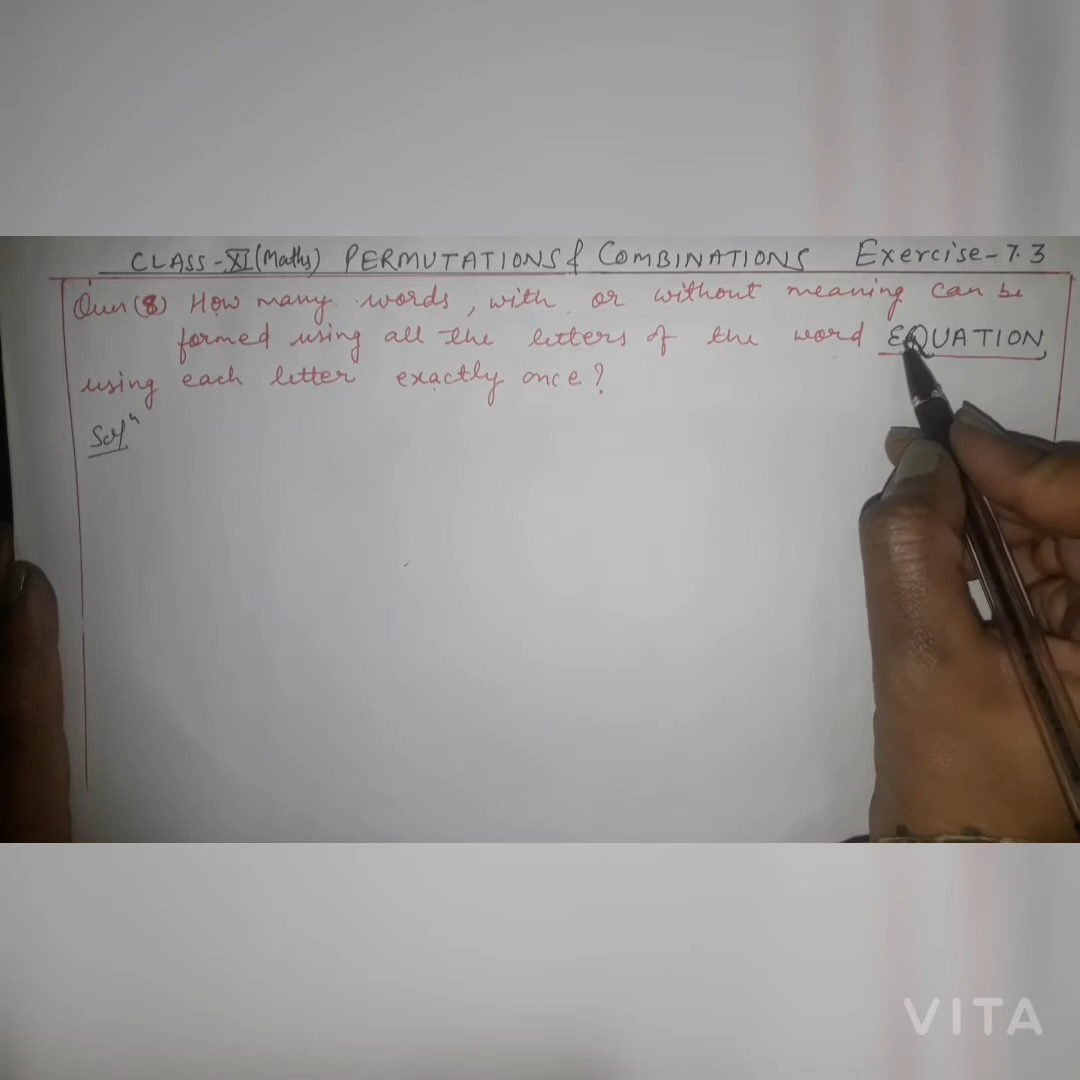 CLASS-XI (Maths) PERMUTATIONS & COMBINATIONS Exercise-7.3
Ques (8) How many words, with or without meaning can be
formed using all the letters of the word EQUATION,
using each letter exactly once?
Solⁿ
VITA